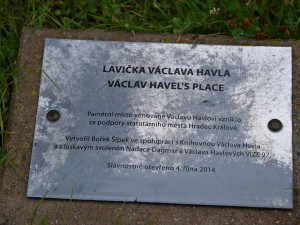 LAVIČKA VÁCLAVA HAVLA
VÁCLAV HAVEL'S PLACE
Pamětní místo věnované Václavu Havlovi vzniklo
za podpory statutárního města Hradec Králové.
Vytvořil Bořek Šípek ve spolupráci s Knihovnou Václava Havla
a s laskavým svolením Nadace Dagmar a Václava Havlových VIZE 97.
Slavnostně otevřeno 4. října 2014